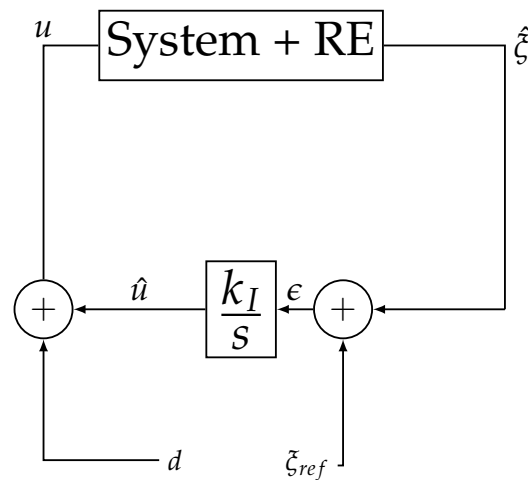 u
System + RE
ξ̂
+
û
k_I
s
ϵ
+
d
ξ_ref